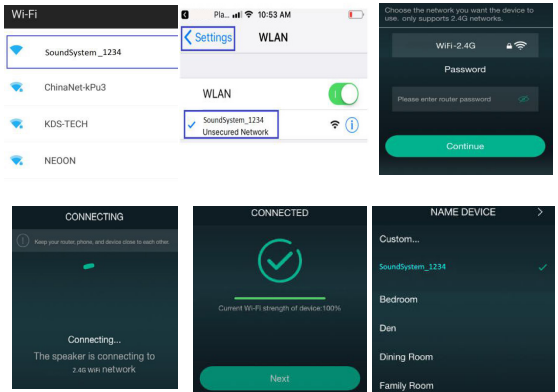 Wi-Fi
SoundSystem_1234
ChinaNet-kPu3
KDS-TECH
NEOON
Pla... 10:53 AM
Settings WLAN
WLAN
SoundSystem_1234
Unsecured Network
Choose the network you want the device to
use. only supports 2.4G networks.
WiFi-2.4G
Password
Please enter router password
Continue
CONNECTING
Keep your router, phone, and device close to each other.
Connecting...
The speaker is connecting to
2.4G WiFi network
CONNECTED
Current Wi-Fi strength of device:100%
Next
NAME DEVICE >
Custom...
SoundSystem_1234
Bedroom
Den
Dining Room
Family Room